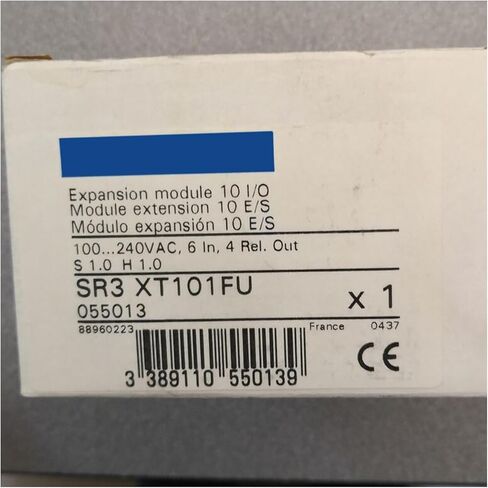 Expansion module 10 I/O
Module extension 10 E/S
Módulo expansión 10 E/S
100...240VAC, 6 In, 4 Rel. Out
S 1.0 H 1.0
SR3 XT101FU
x 1
055013
88960223
France 0437
3 389110 550139
CE